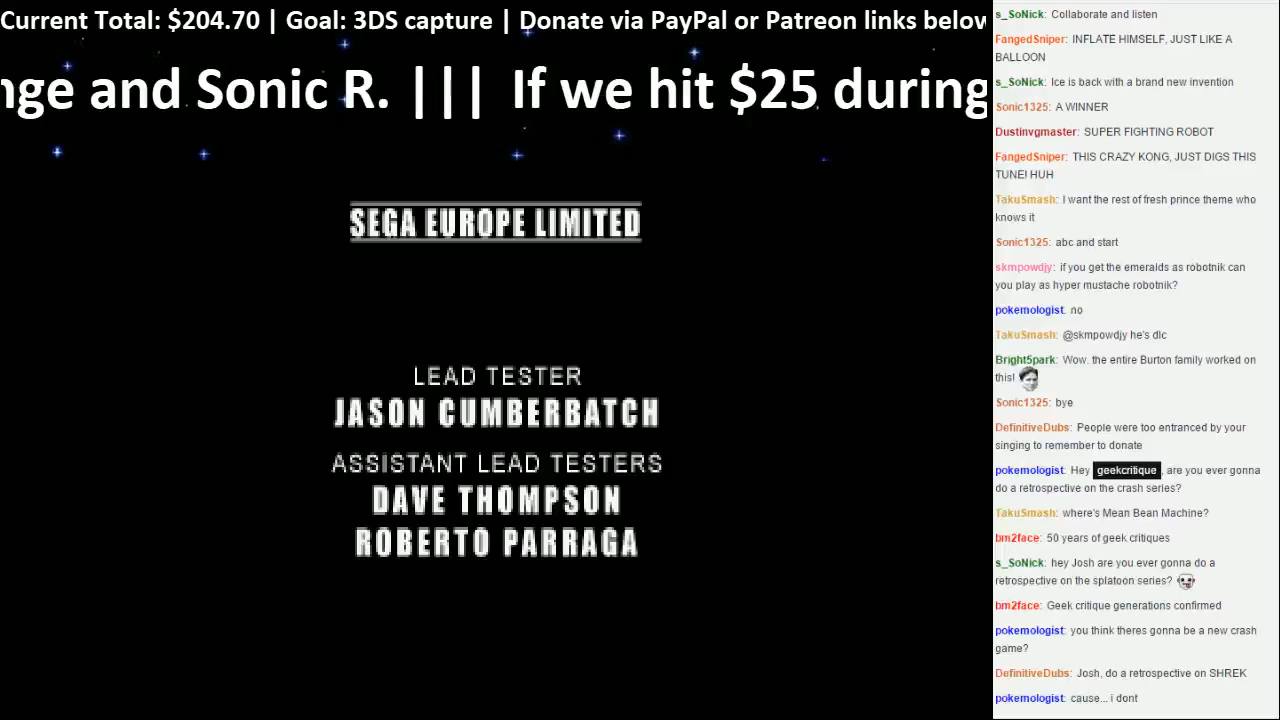 Current Total: $204.70 | Goal: 3DS capture | Donate via PayPal or Patreon links below
nge and Sonic R. ||| If we hit $25 during
SEGA EUROPE LIMITED
LEAD TESTER
JASON CUMBERBATCH
ASSISTANT LEAD TESTERS
DAVE THOMPSON
ROBERTO PARRAGA
s_SoNick: Collaborate and listen
FangedSniper: INFLATE HIMSELF, JUST LIKE A
BALLOON
s_SoNick: Ice is back with a brand new invention
Sonic1325: A WINNER
Dustinvgmaster: SUPER FIGHTING ROBOT
FangedSniper: THIS CRAZY KONG, JUST DIGS THIS
TUNE! HUH
TakuSmash: I want the rest of fresh prince theme who
knows it
Sonic1325: abc and start
skmpowdjy: if you get the emeralds as robotnik can
you play as hyper mustache robotnik?
pokemologist: no
TakuSmash: @skmpowdjy he's dlc
Bright5park: Wow. the entire Burton family worked on
this!
Sonic1325: bye
DefinitiveDubs: People were too entranced by your
singing to remember to donate
pokemologist: Hey geekcritique, are you ever gonna
do a retrospective on the crash series?
TakuSmash: where's Mean Bean Machine?
bm2face: 50 years of geek critiques
s_SoNick: hey Josh are you ever gonna do a
retrospective on the splatoon series?
bm2face: Geek critique generations confirmed
pokemologist: you think theres gonna be a new crash
game?
DefinitiveDubs: Josh, do a retrospective on SHREK
pokemologist: cause... i dont